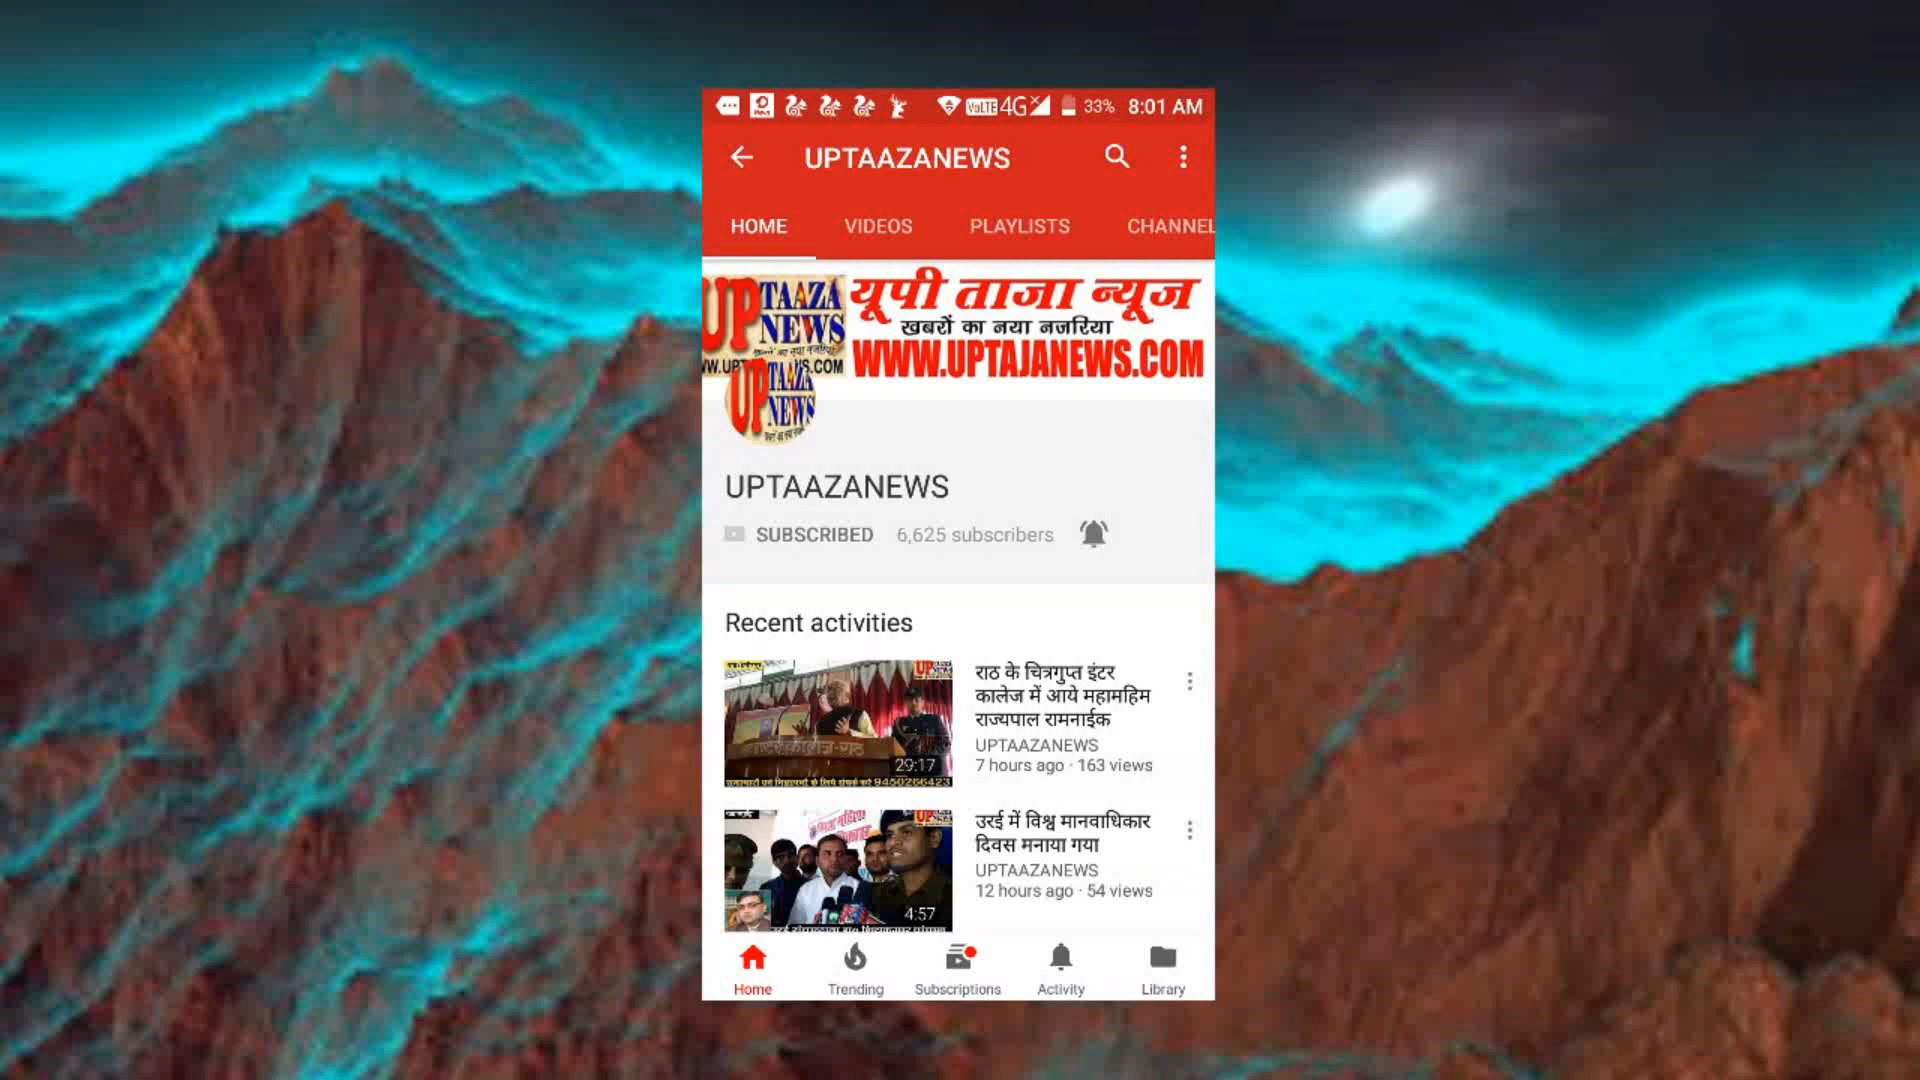 VoLTE 4G 33% 8:01 AM
UPTAAZANEWS
HOME VIDEOS PLAYLISTS CHANNEL
UP TAAZA NEWS
यूपी ताजा न्यूज
खबरों का नया नजरिया
WWW.UPTAJANEWS.COM
UP TAAZA NEWS
UPTAAZANEWS
SUBSCRIBED 6,625 subscribers
Recent activities
राठ के चित्रगुप्त इंटर
कालेज में आये महामहिम
राज्यपाल रामनाईक
UPTAAZANEWS
7 hours ago · 163 views
29:17
उरई में विश्व मानवाधिकार
दिवस मनाया गया
UPTAAZANEWS
12 hours ago · 54 views
4:57
Home Trending Subscriptions Activity Library